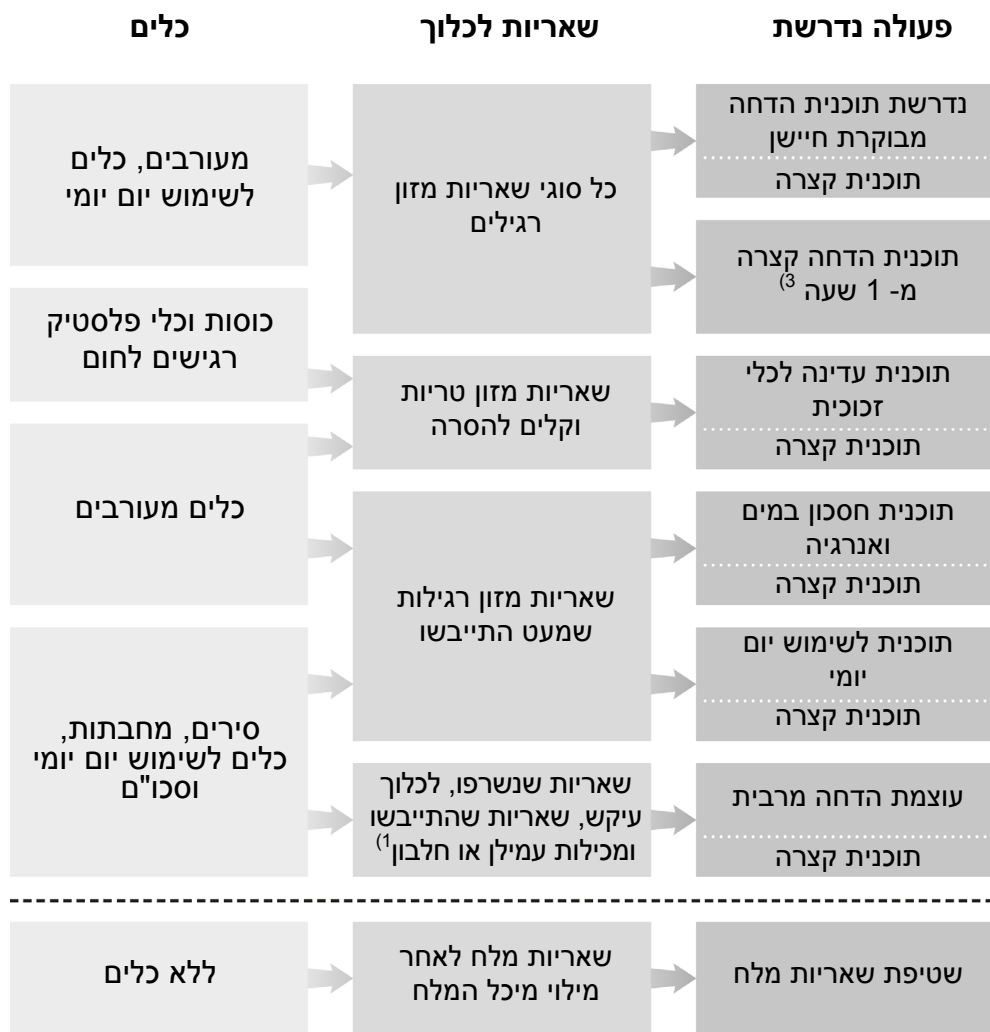 כלים
שאריות לכלוך
פעולה נדרשת
מעורבים, כלים
לשימוש יום יומי
כל סוגי שאריות מזון
רגילים
נדרשת תוכנית הדחה
מבוקרת חיישן
תוכנית קצרה
תוכנית הדחה קצרה
מ- 1 שעה (3
כוסות וכלי פלסטיק
רגישים לחום
שאריות מזון טריות
וקלים להסרה
תוכנית עדינה לכלי
זכוכית
תוכנית קצרה
כלים מעורבים
שאריות מזון רגילות
שמעט התייבשו
תוכנית חסכון במים
ואנרגיה
תוכנית קצרה
תוכנית לשימוש יום
יומי
תוכנית קצרה
סירים, מחבתות,
כלים לשימוש יום יומי
וסכו"ם
שאריות שנשרפו, לכלוך
עיקש, שאריות שהתייבשו
ומכילות עמילן או חלבון(1
עוצמת הדחה מרבית
תוכנית קצרה
ללא כלים
שאריות מלח לאחר
מילוי מיכל המלח
שטיפת שאריות מלח